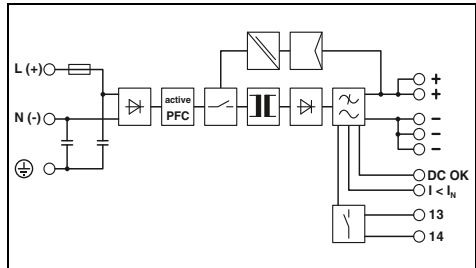 L (+)
N (-)
active
PFC
+
+
–
–
–
DC OK
I < IN
13
14